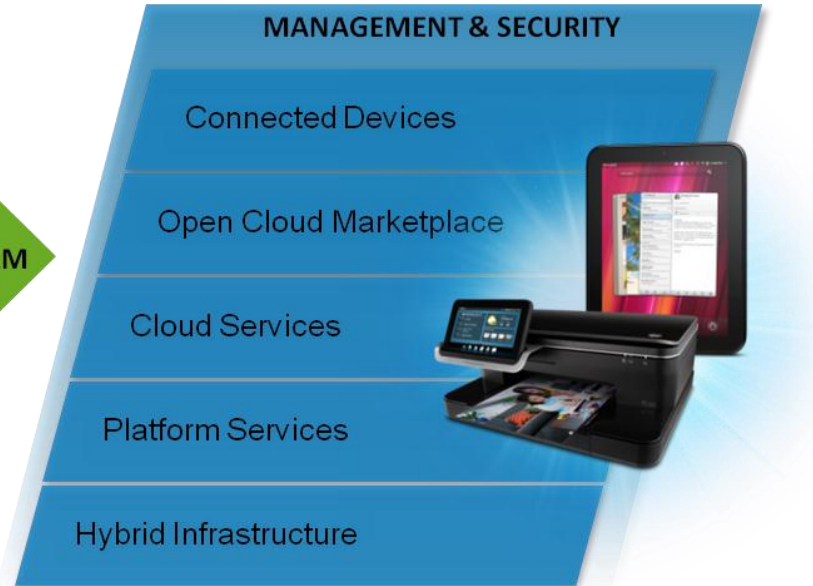 MANAGEMENT & SECURITY
Connected Devices
Open Cloud Marketplace
M
Cloud Services
Platform Services
Hybrid Infrastructure